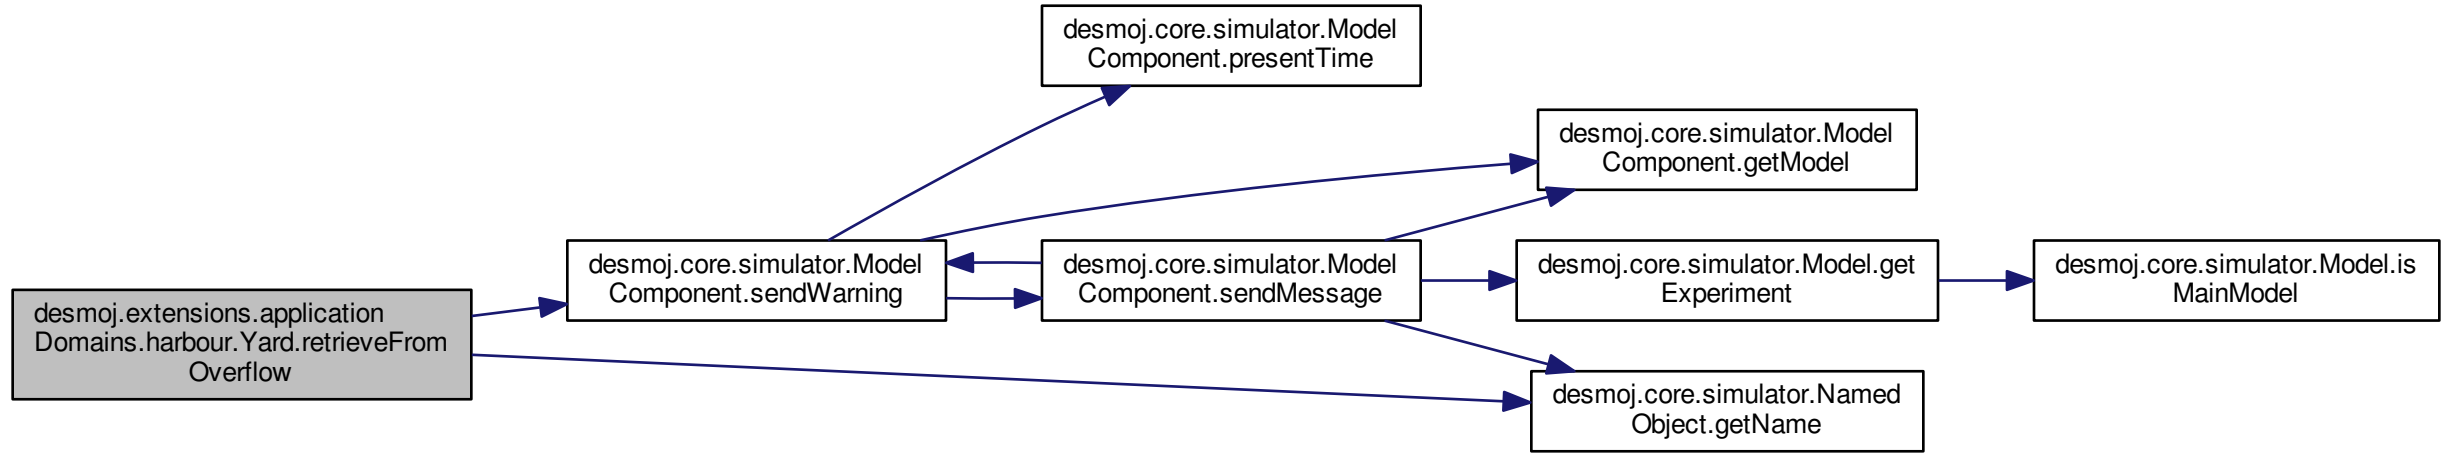 desmoj.core.simulator.Model
Component.presentTime
desmoj.core.simulator.Model
Component.getModel
desmoj.core.simulator.Model
Component.sendWarning
desmoj.core.simulator.Model
Component.sendMessage
desmoj.core.simulator.Model.get
Experiment
desmoj.core.simulator.Model.is
MainModel
desmoj.extensions.application
Domains.harbour.Yard.retrieveFrom
Overflow
desmoj.core.simulator.Named
Object.getName